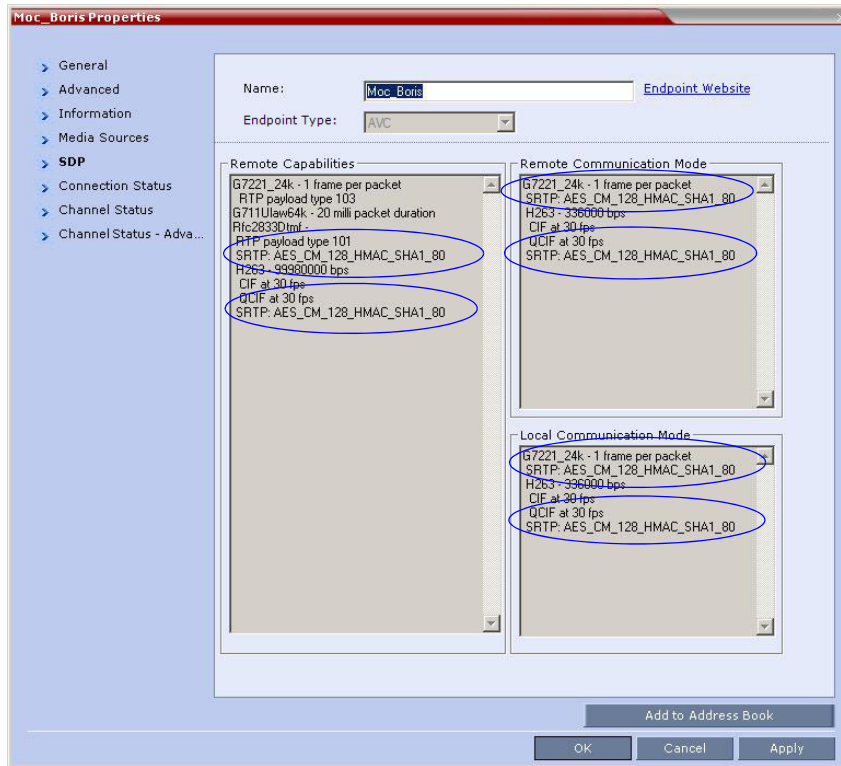 Moc_Boris Properties
General
Advanced
Information
Media Sources
SDP
Connection Status
Channel Status
Channel Status - Adva...
Name:
Moc_Boris
Endpoint Website
Endpoint Type:
AVC
Remote Capabilities
G7221_24k - 1 frame per packet
RTP payload type 103
G711Ulaw64k - 20 milli packet duration
Rfc2833Dtmf -
RTP payload type 101
SRTP: AES_CM_128_HMAC_SHA1_80
H263 - 99980000 bps
CIF at 30 fps
QCIF at 30 fps
SRTP: AES_CM_128_HMAC_SHA1_80
Remote Communication Mode
G7221_24k - 1 frame per packet
SRTP: AES_CM_128_HMAC_SHA1_80
H263 - 336000 bps
CIF at 30 fps
QCIF at 30 fps
SRTP: AES_CM_128_HMAC_SHA1_80
Local Communication Mode
G7221_24k - 1 frame per packet
SRTP: AES_CM_128_HMAC_SHA1_80
H263 - 336000 bps
CIF at 30 fps
QCIF at 30 fps
SRTP: AES_CM_128_HMAC_SHA1_80
Add to Address Book
OK
Cancel
Apply